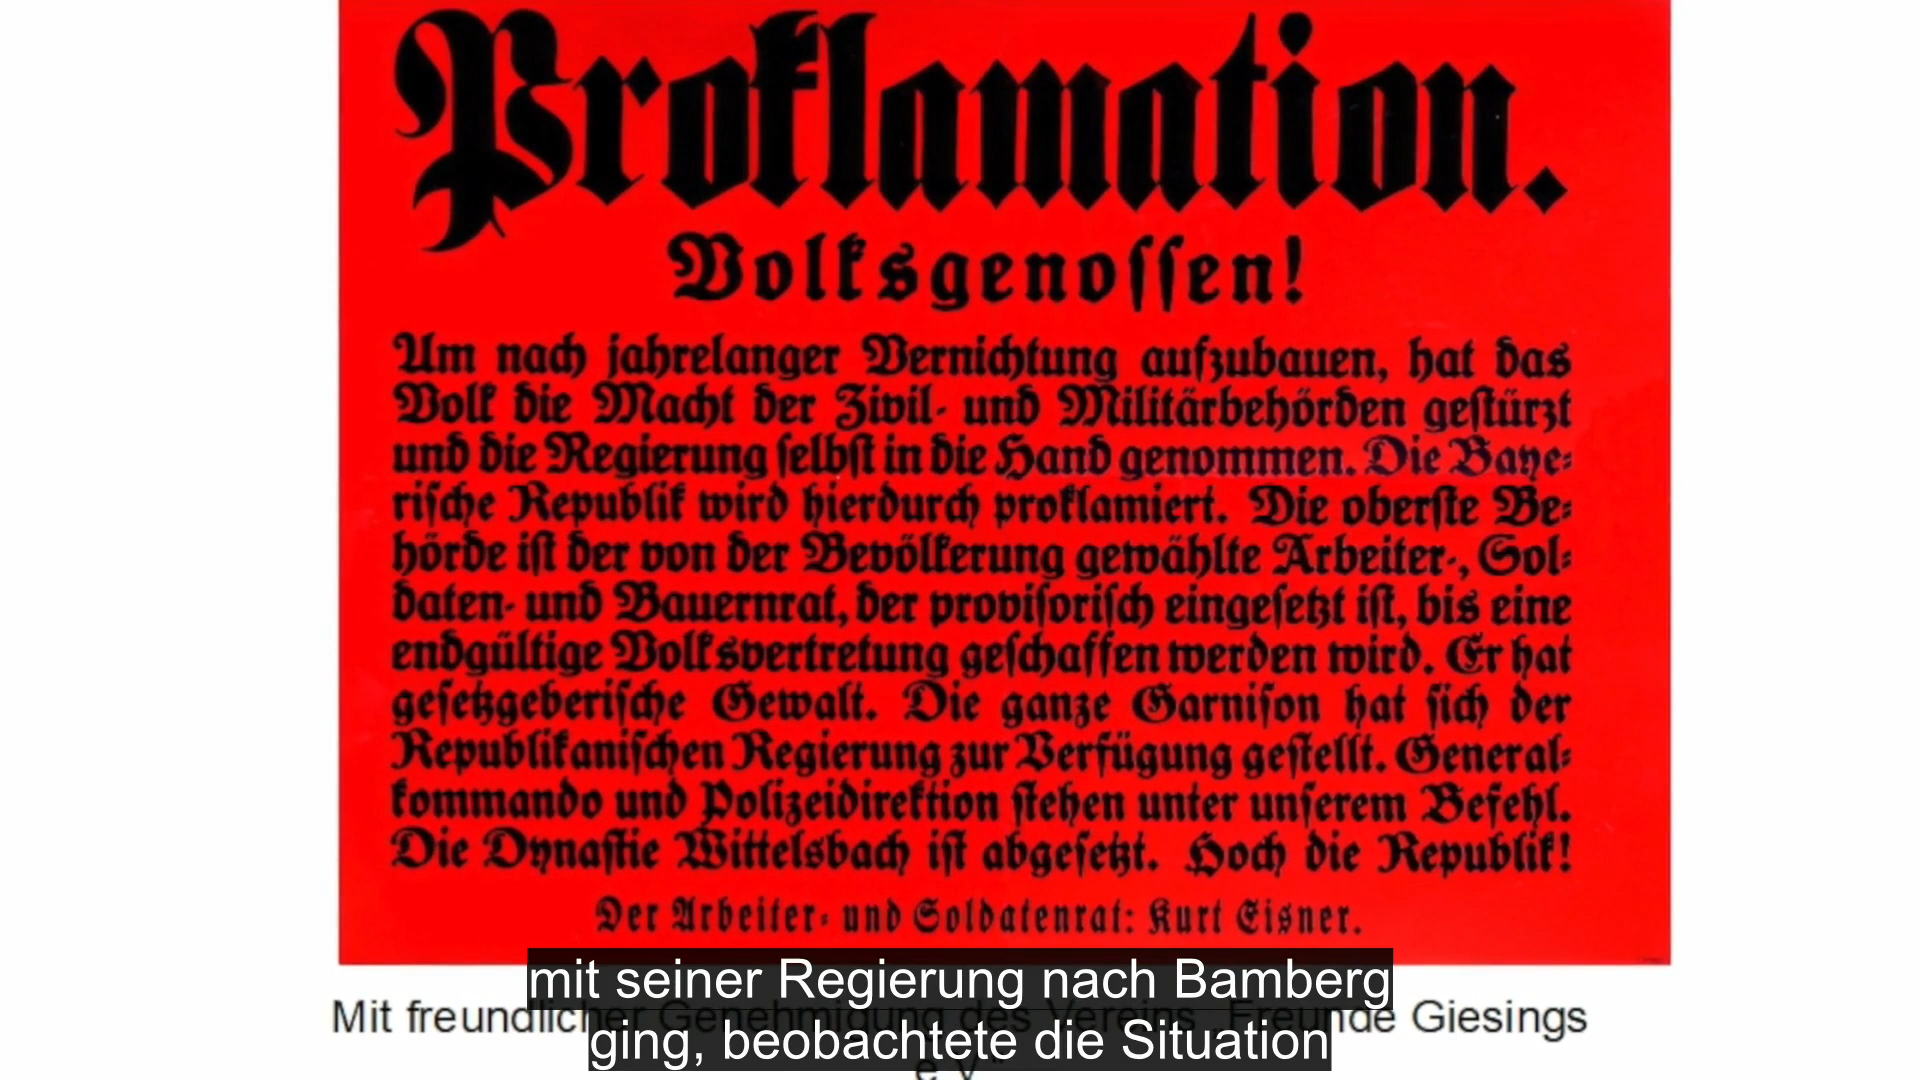 Proklamation.
Volksgenoſſen!
Um nach jahrelanger Vernichtung aufzubauen, hat das
Volk die Macht der Zivil- und Militärbehörden geſtürzt
und die Regierung ſelbſt in die Hand genommen. Die Baye-
riſche Republik wird hierdurch proklamiert. Die oberſte Be-
hörde iſt der von der Bevölkerung gewählte Arbeiter-, Sol-
daten- und Bauernrat, der proviſoriſch eingeſetzt iſt, bis eine
endgültige Volksvertretung geſchaffen werden wird. Er hat
geſetzgeberiſche Gewalt. Die ganze Garniſon hat ſich der
Republikaniſchen Regierung zur Verfügung geſtellt. General-
kommando und Polizeidirektion ſtehen unter unſerem Befehl.
Die Dynaſtie Wittelsbach iſt abgeſetzt. Hoch die Republik!
Der Arbeiter- und Soldatenrat: Kurt Eisner.
mit seiner Regierung nach Bamberg
Mit freundlicher Genehmigung des Vereins Freunde Giesings
ging, beobachtete die Situation
e.V.